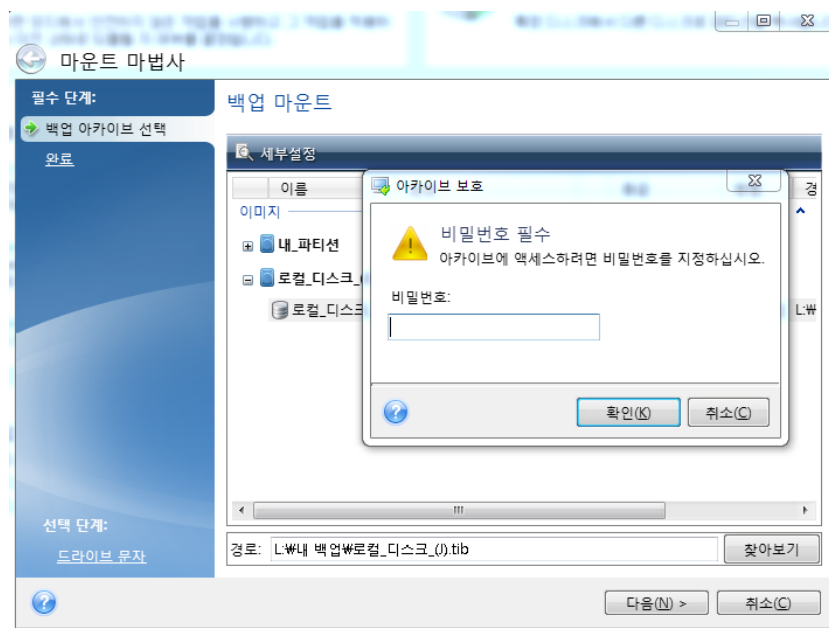 마운트 마법사
필수 단계:
백업 아카이브 선택
완료
선택 단계:
드라이브 문자
백업 마운트
세부설정
이름
경
이미지
내_파티션
로컬_디스크_(
로컬_디스크
L:₩
아카이브 보호
비밀번호 필수
아카이브에 액세스하려면 비밀번호를 지정하십시오.
비밀번호:
확인(K)
취소(C)
경로:
L:₩내 백업₩로컬_디스크_(J).tib
찾아보기
다음(N) >
취소(C)